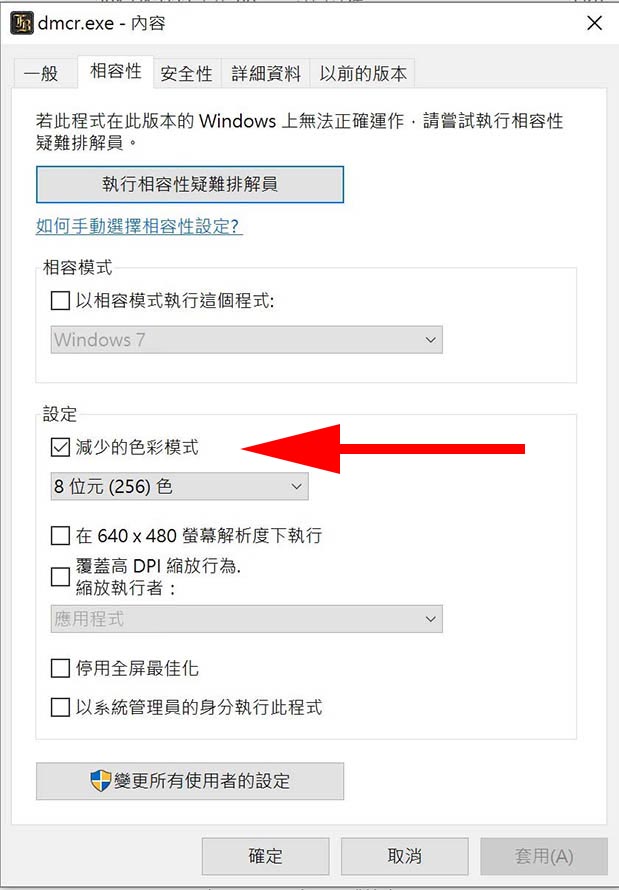 dmcr.exe - 內容
一般 相容性 安全性 詳細資料 以前的版本
若此程式在此版本的 Windows 上無法正確運作，請嘗試執行相容性
疑難排解員。
執行相容性疑難排解員
如何手動選擇相容性設定?
相容模式
以相容模式執行這個程式:
Windows 7
設定
減少的色彩模式
8 位元 (256) 色
在 640 x 480 螢幕解析度下執行
覆蓋高 DPI 縮放行為.
縮放執行者：
應用程式
停用全屏最佳化
以系統管理員的身分執行此程式
變更所有使用者的設定
確定 取消 套用(A)